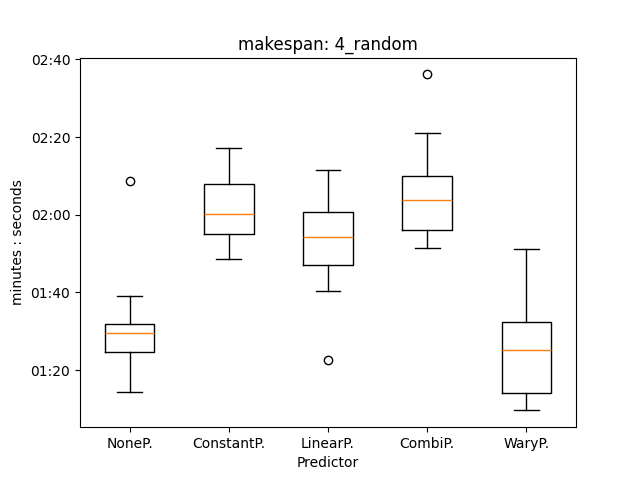 makespan: 4_random
02:40
02:20
02:00
01:40
01:20
minutes : seconds
NoneP.
ConstantP.
LinearP.
CombiP.
WaryP.
Predictor